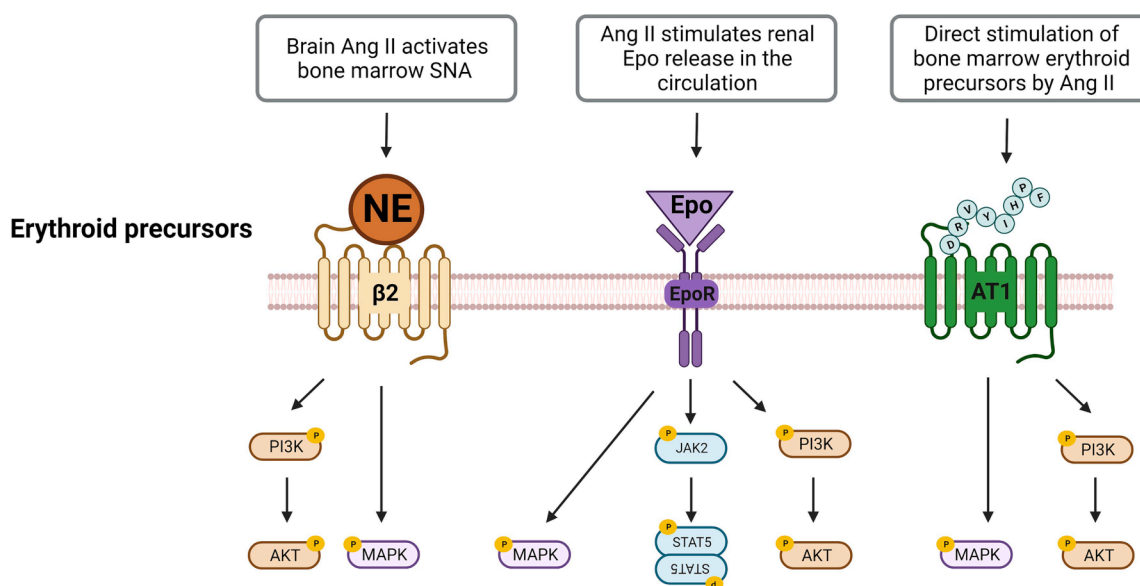 Brain Ang II activates
bone marrow SNA
Ang II stimulates renal
Epo release in the
circulation
Direct stimulation of
bone marrow erythroid
precursors by Ang II
Erythroid precursors
NE
Epo
D R V Y I H P F
β2
EpoR
AT1
PI3K P
P JAK2
P PI3K
P PI3K
AKT P
P MAPK
P MAPK
P STAT5
STAT5 P
P AKT
P MAPK
P AKT